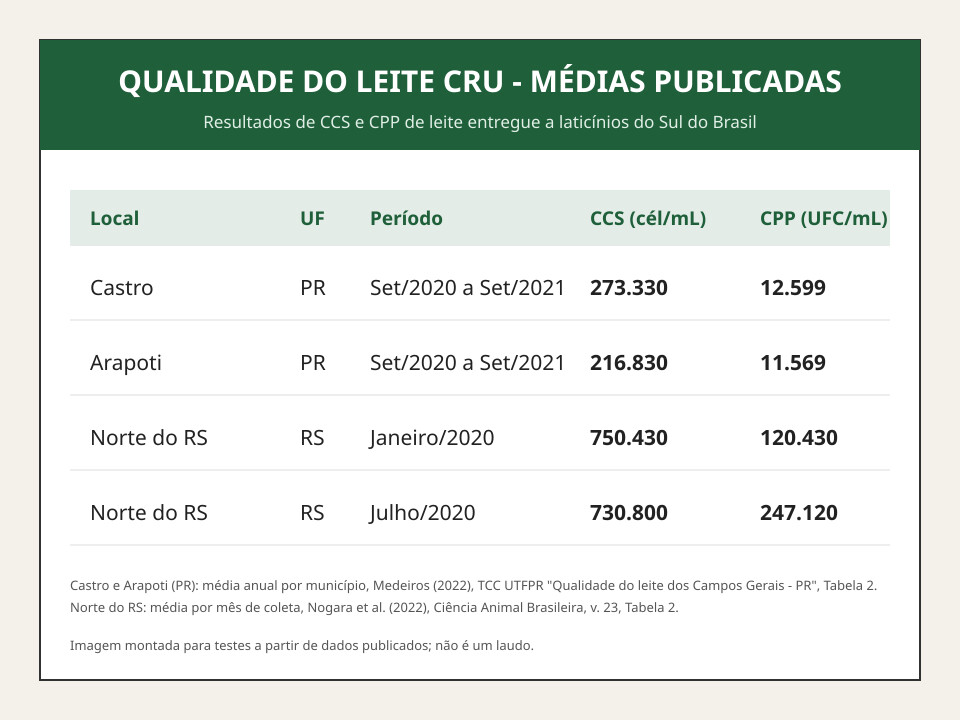 QUALIDADE DO LEITE CRU - MÉDIAS PUBLICADAS
Resultados de CCS e CPP de leite entregue a laticínios do Sul do Brasil
Local UF Período CCS (cél/mL) CPP (UFC/mL)
Castro PR Set/2020 a Set/2021 273.330 12.599
Arapoti PR Set/2020 a Set/2021 216.830 11.569
Norte do RS RS Janeiro/2020 750.430 120.430
Norte do RS RS Julho/2020 730.800 247.120
Castro e Arapoti (PR): média anual por município, Medeiros (2022), TCC UTFPR "Qualidade do leite dos Campos Gerais - PR", Tabela 2.
Norte do RS: média por mês de coleta, Nogara et al. (2022), Ciência Animal Brasileira, v. 23, Tabela 2.
Imagem montada para testes a partir de dados publicados; não é um laudo.